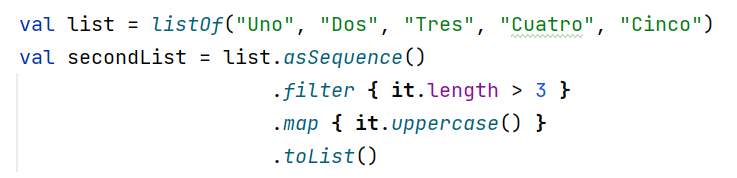 val list = listOf("Uno", "Dos", "Tres", "Cuatro", "Cinco")
val secondList = list.asSequence()
.filter { it.length > 3 }
.map { it.uppercase() }
.toList()